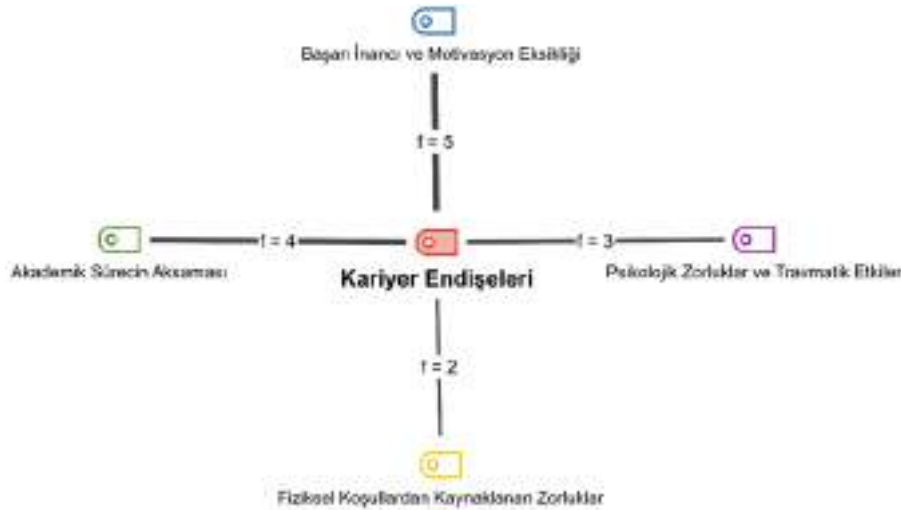 Başarı İnancı ve Motivasyon Eksikliği
f = 5
f = 4
f = 3
Akademik Sürecin Aksaması
Kariyer Endişeleri
Psikolojik Zorluklar ve Travmatik Etkiler
f = 2
Fiziksel Koşullardan Kaynaklanan Zorluklar